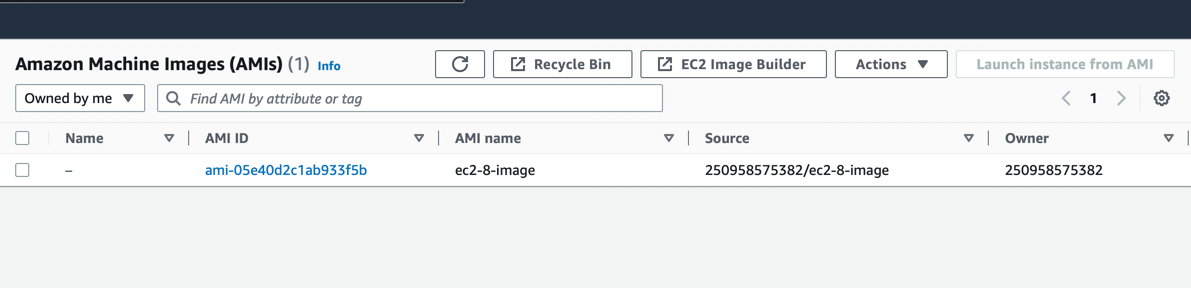 Amazon Machine Images (AMIs) (1) Info Recycle Bin EC2 Image Builder Actions Launch instance from AMI
Owned by me Find AMI by attribute or tag 1
Name AMI ID AMI name Source Owner
– ami-05e40d2c1ab933f5b ec2-8-image 250958575382/ec2-8-image 250958575382